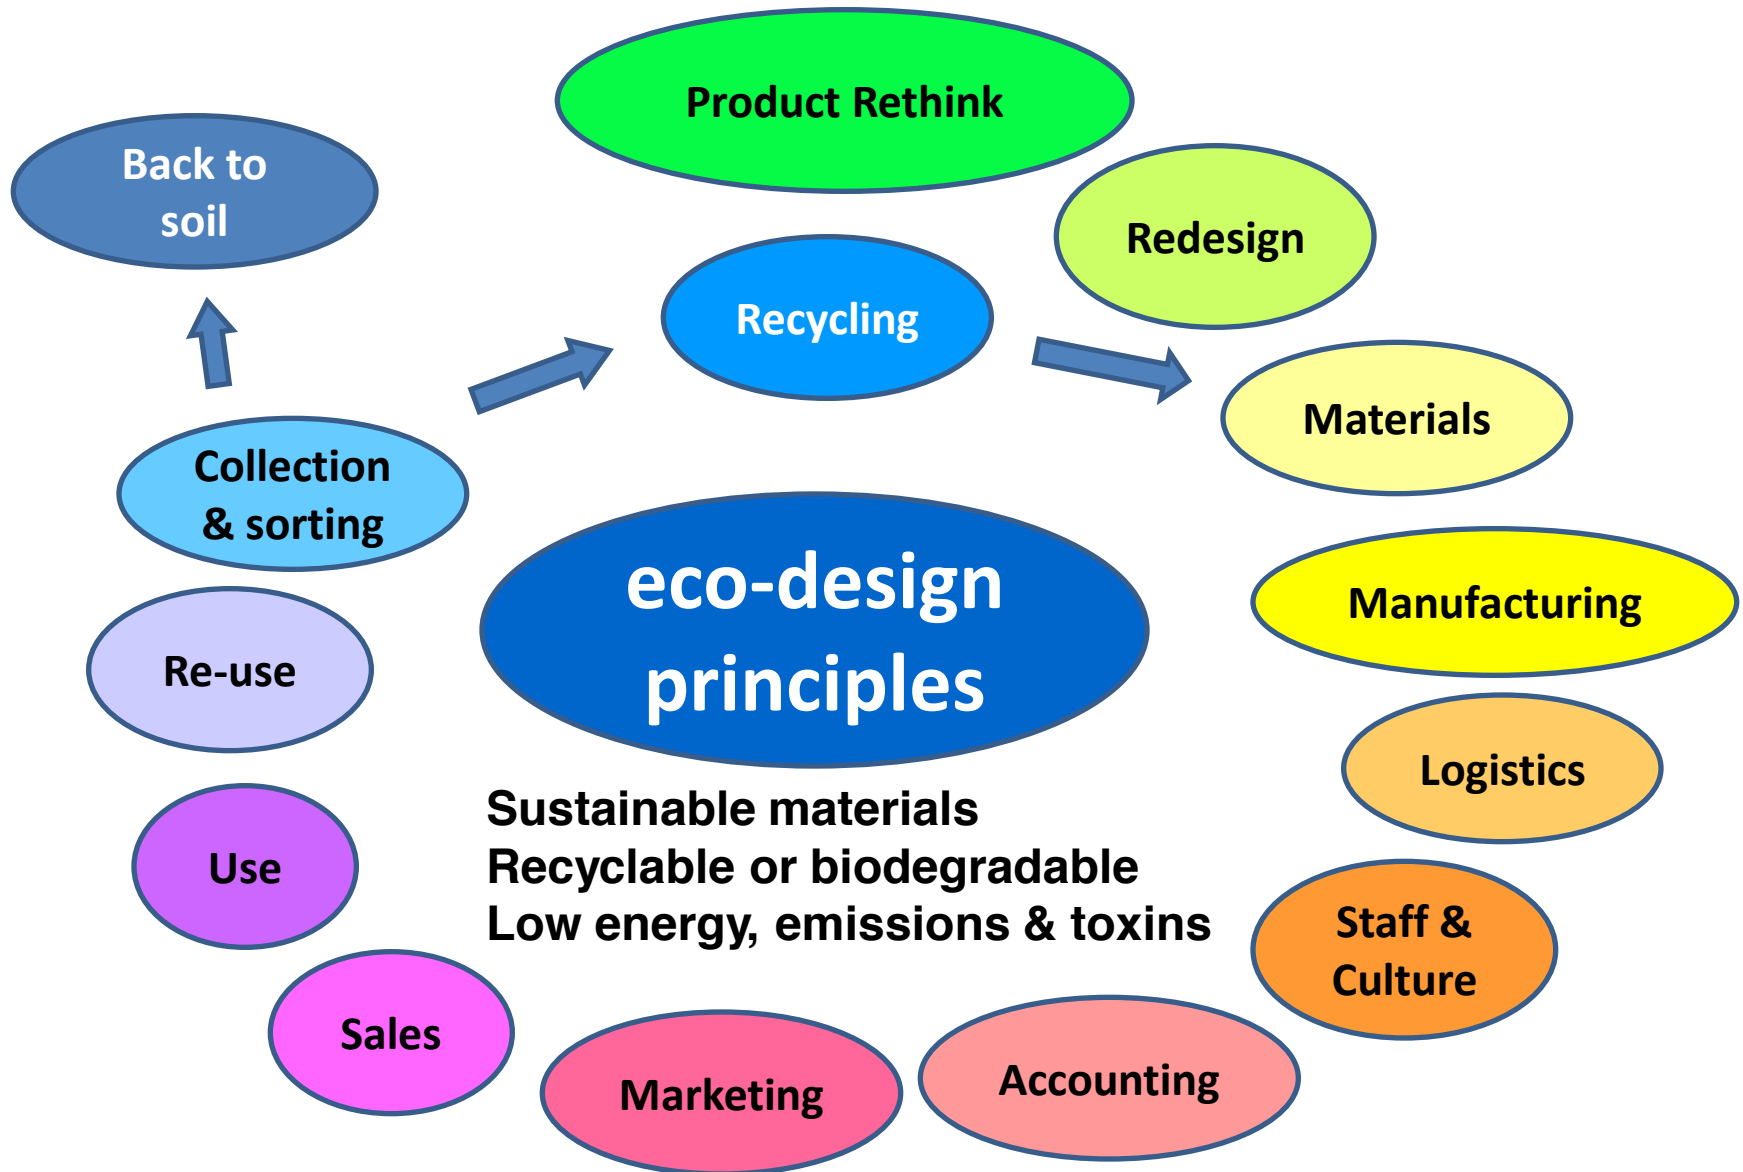 Product Rethink
Back to
soil
Redesign
Recycling
Materials
Collection
& sorting
eco-design
principles
Manufacturing
Re-use
Logistics
Sustainable materials
Recyclable or biodegradable
Low energy, emissions & toxins
Use
Staff &
Culture
Sales
Accounting
Marketing